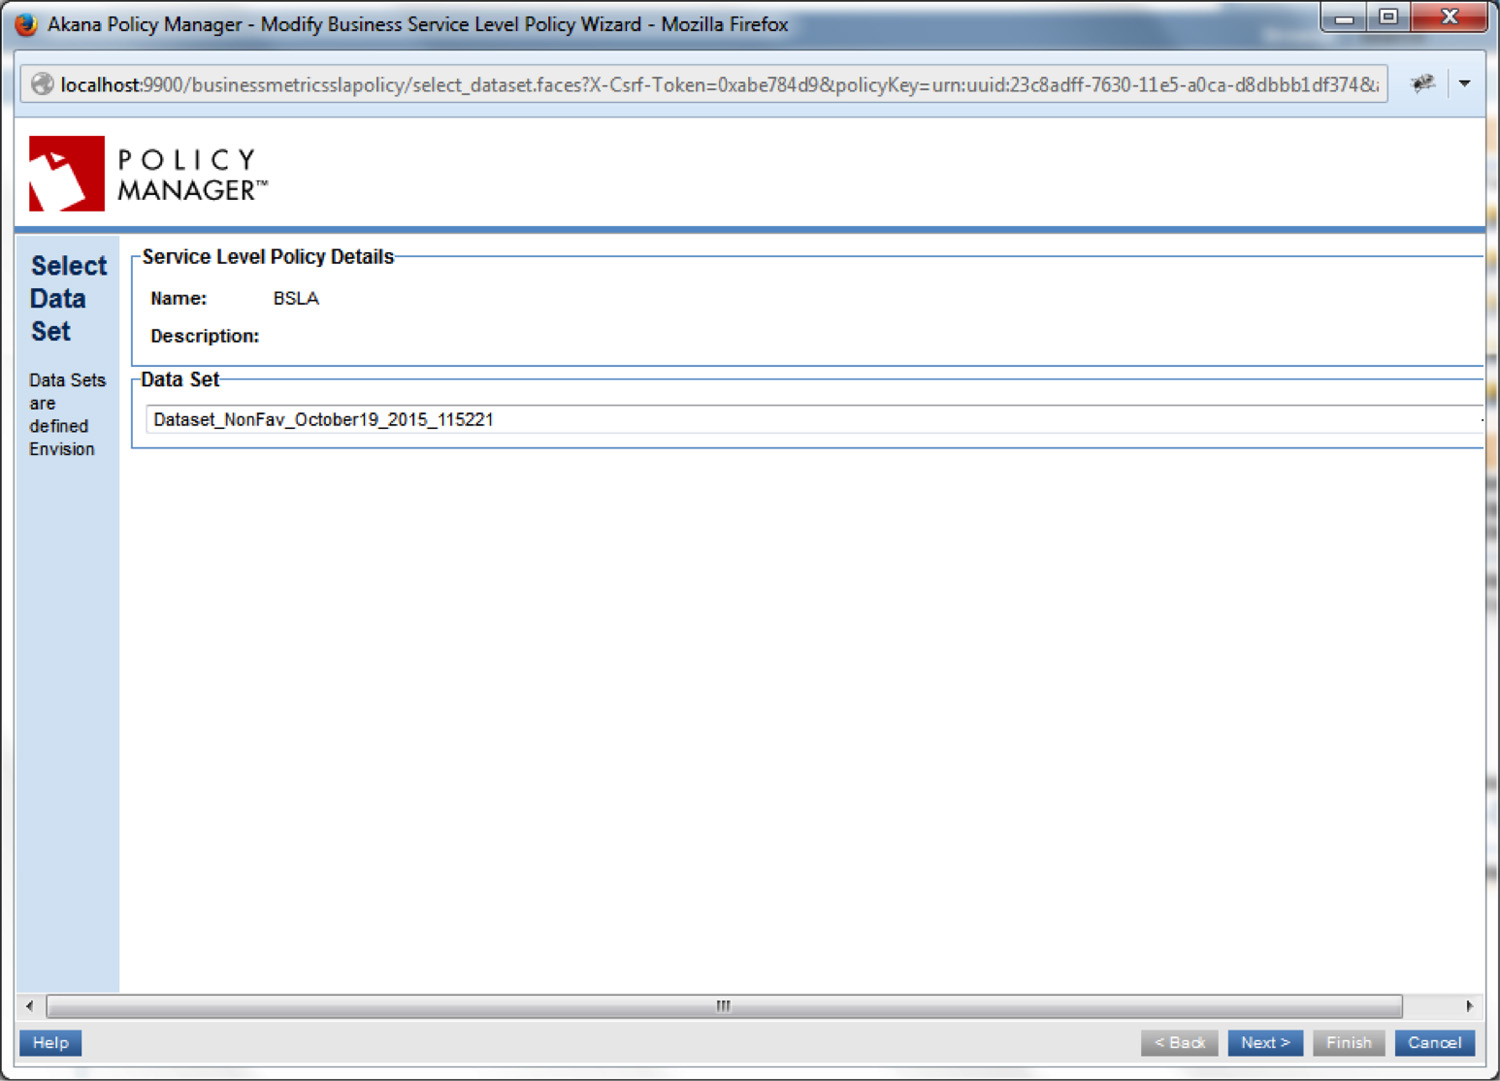 Akana Policy Manager - Modify Business Service Level Policy Wizard - Mozilla Firefox
localhost:9900/businessmetricsslapolicy/select_dataset.faces?X-Csrf-Token=0xabe784d9&policyKey=urn:uuid:23c8adff-7630-11e5-a0ca-d8dbbb1df374&
POLICY
MANAGER™
Select
Data
Set
Data Sets
are
defined
Envision
Service Level Policy Details
Name: BSLA
Description:
Data Set
Dataset_NonFav_October19_2015_115221
Help
< Back
Next >
Finish
Cancel